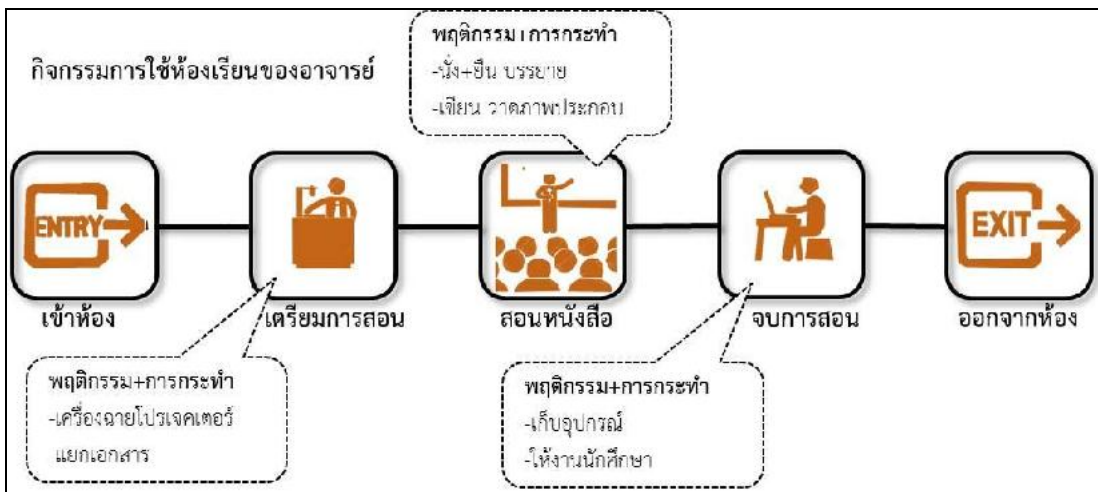 กิจกรรมการใช้ห้องเรียนของอาจารย์
พฤติกรรม+การกระทำ
-นั่ง+ยืน บรรยาย
-เขียน วาดภาพประกอบ
ENTRY
EXIT
เข้าห้อง
เตรียมการสอน
สอนหนังสือ
จบการสอน
ออกจากห้อง
พฤติกรรม+การกระทำ
-เครื่องฉายโปรเจคเตอร์
แยกเอกสาร
พฤติกรรม+การกระทำ
-เก็บอุปกรณ์
-ให้งานนักศึกษา